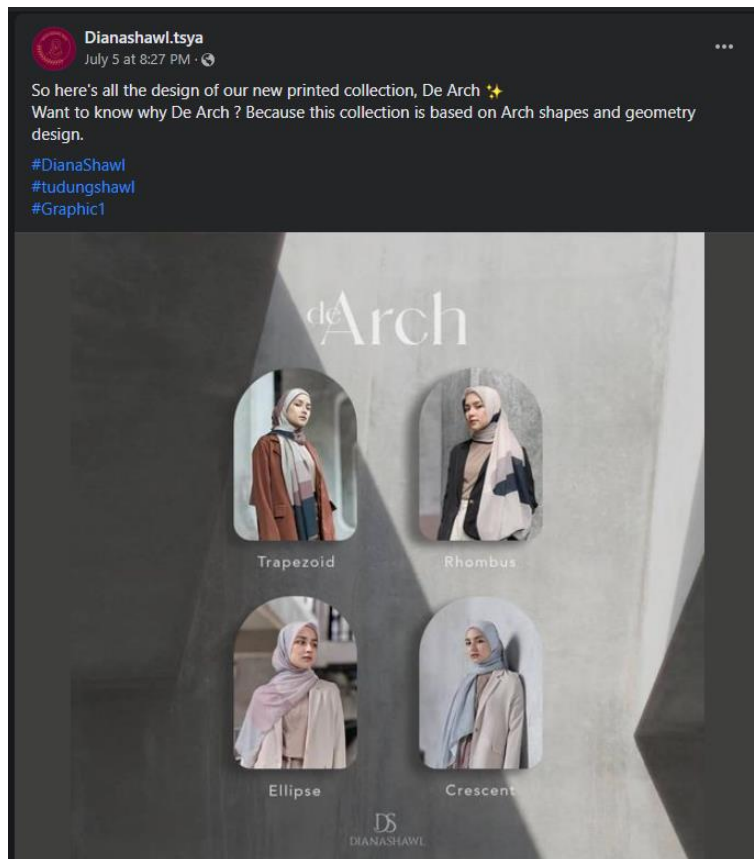 Dianashawl.tsya
July 5 at 8:27 PM ·
So here's all the design of our new printed collection, De Arch ✨
Want to know why De Arch ? Because this collection is based on Arch shapes and geometry
design.
#DianaShawl
#tudungshawl
#Graphic1
de Arch
Trapezoid
Rhombus
Ellipse
Crescent
DS
DIANASHAWL